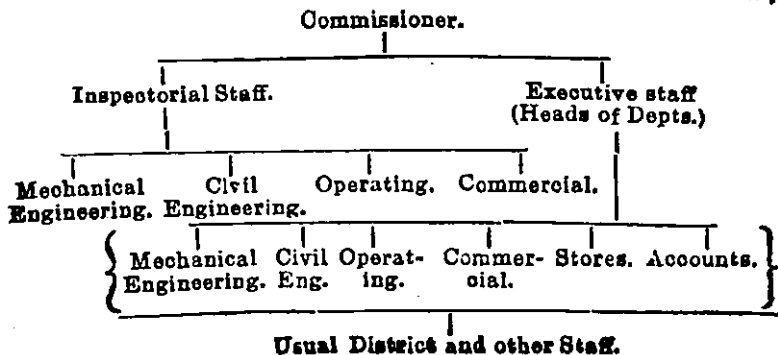 Commissioner.
Inspectorial Staff.
Executive staff
(Heads of Depts.)
Mechanical
Engineering.
Civil
Engineering.
Operating.
Commercial.
Mechanical
Engineering.
Civil
Eng.
Operat-
ing.
Commer-
cial.
Stores.
Accounts.
Usual District and other Staff.